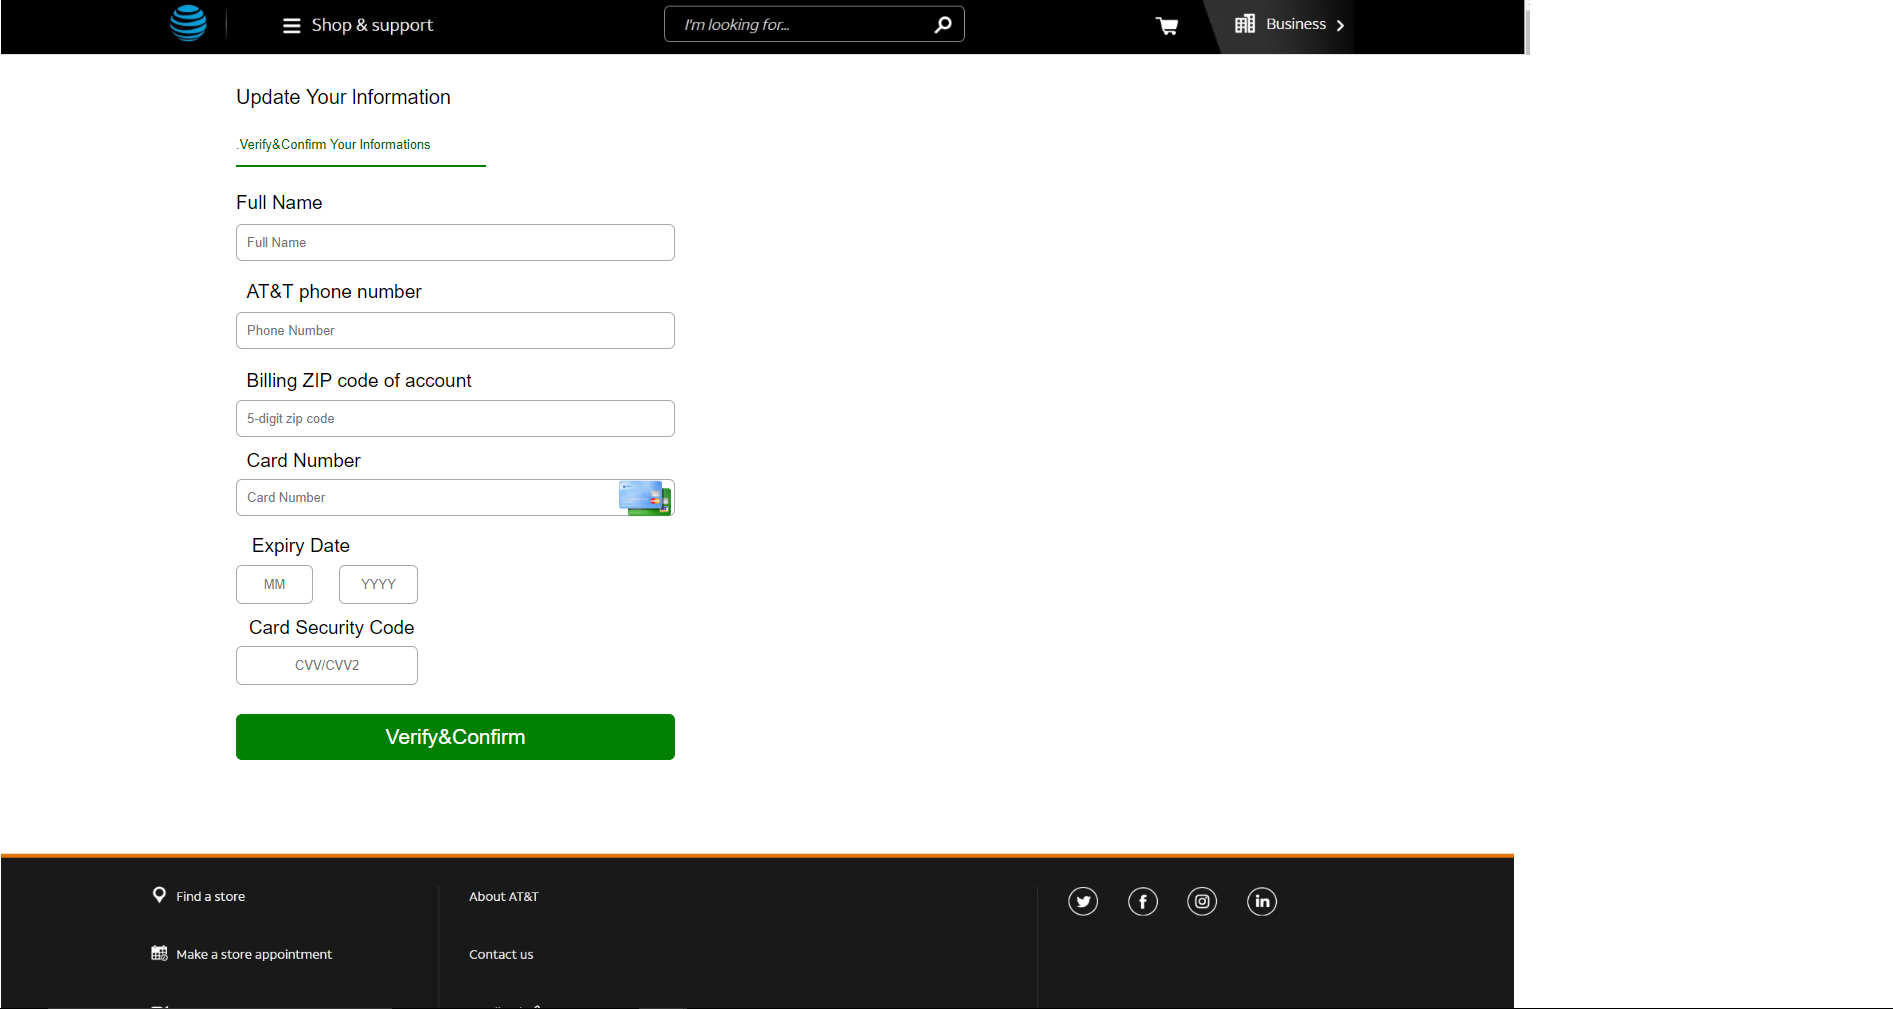 Shop & support
I'm looking for...
Business
Update Your Information
.Verify&Confirm Your Informations
Full Name
Full Name
AT&T phone number
Phone Number
Billing ZIP code of account
5-digit zip code
Card Number
Card Number
Expiry Date
MM YYYY
Card Security Code
CVV/CVV2
Verify&Confirm
Find a store
About AT&T
Make a store appointment
Contact us